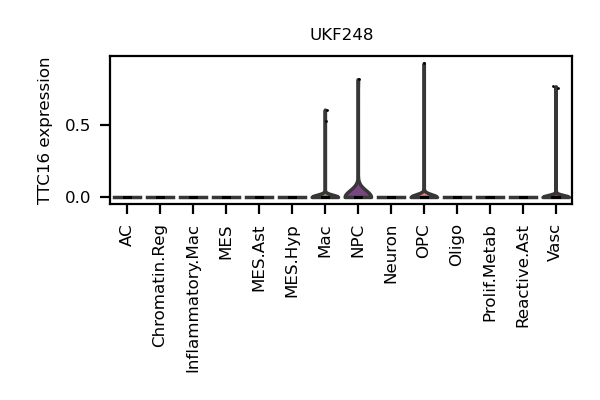 UKF248
TTC16 expression
0.5
0.0
AC
Chromatin.Reg
Inflammatory.Mac
MES
MES.Ast
MES.Hyp
Mac
NPC
Neuron
OPC
Oligo
Prolif.Metab
Reactive.Ast
Vasc